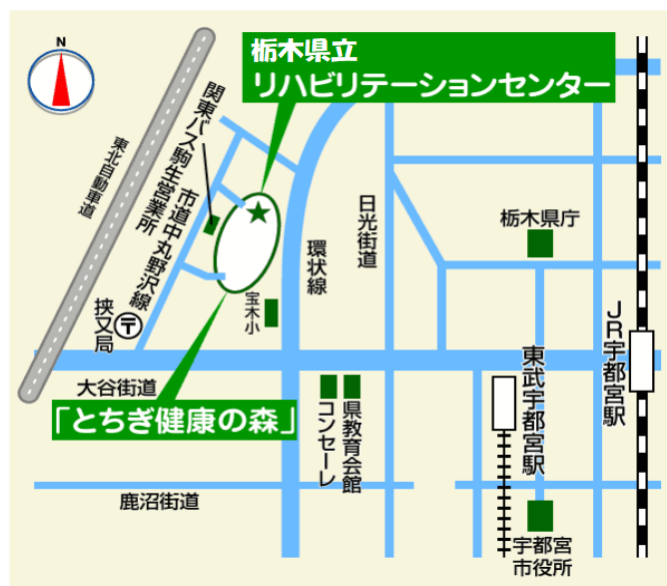 N
栃木県立
リハビリテーションセンター
関東バス駒生営業所
市道中丸野沢線
東北自動車道
日光街道
栃木県庁
環状線
宝木小
挾又局
〒
JR宇都宮駅
東武宇都宮駅
大谷街道
「とちぎ健康の森」
コンセーレ
県教育会館
鹿沼街道
宇都宮
市役所